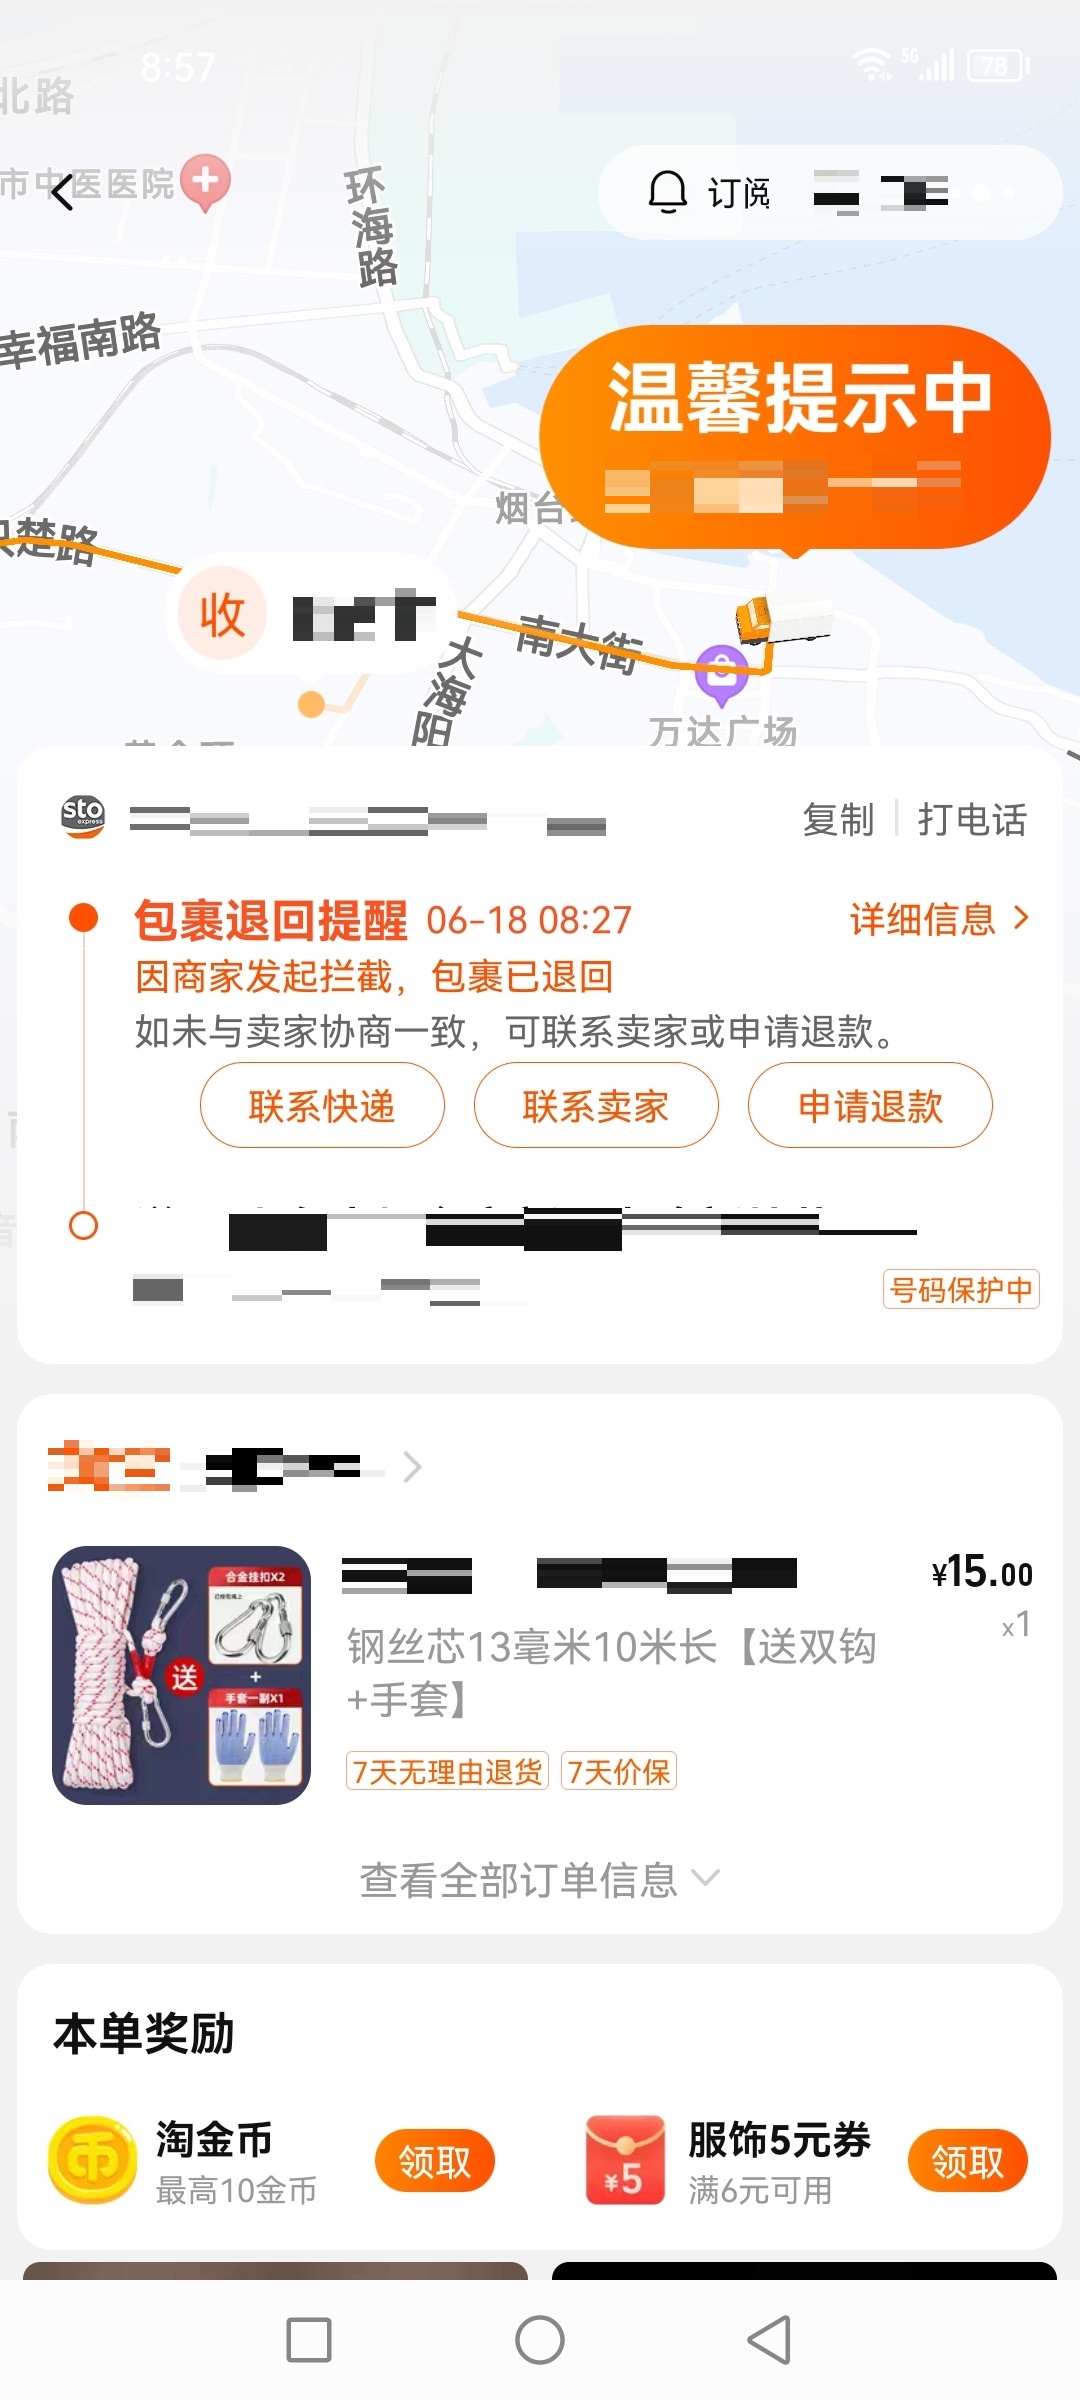 8:57
5G
78
北路
市中医医院
环海路
订阅
幸福南路
温馨提示中
烟台
楚路
收
南大街
大海阳
万达广场
sto
express
复制
打电话
包裹退回提醒 06-18 08:27
详细信息
因商家发起拦截，包裹已退回
如未与卖家协商一致，可联系卖家或申请退款。
联系快递
联系卖家
申请退款
号码保护中
合金挂扣X2
送
+
手套一副X1
¥15.00
x1
钢丝芯13毫米10米长【送双钩
+手套】
7天无理由退货
7天价保
查看全部订单信息
本单奖励
币
淘金币
最高10金币
领取
¥5
服饰5元券
满6元可用
领取